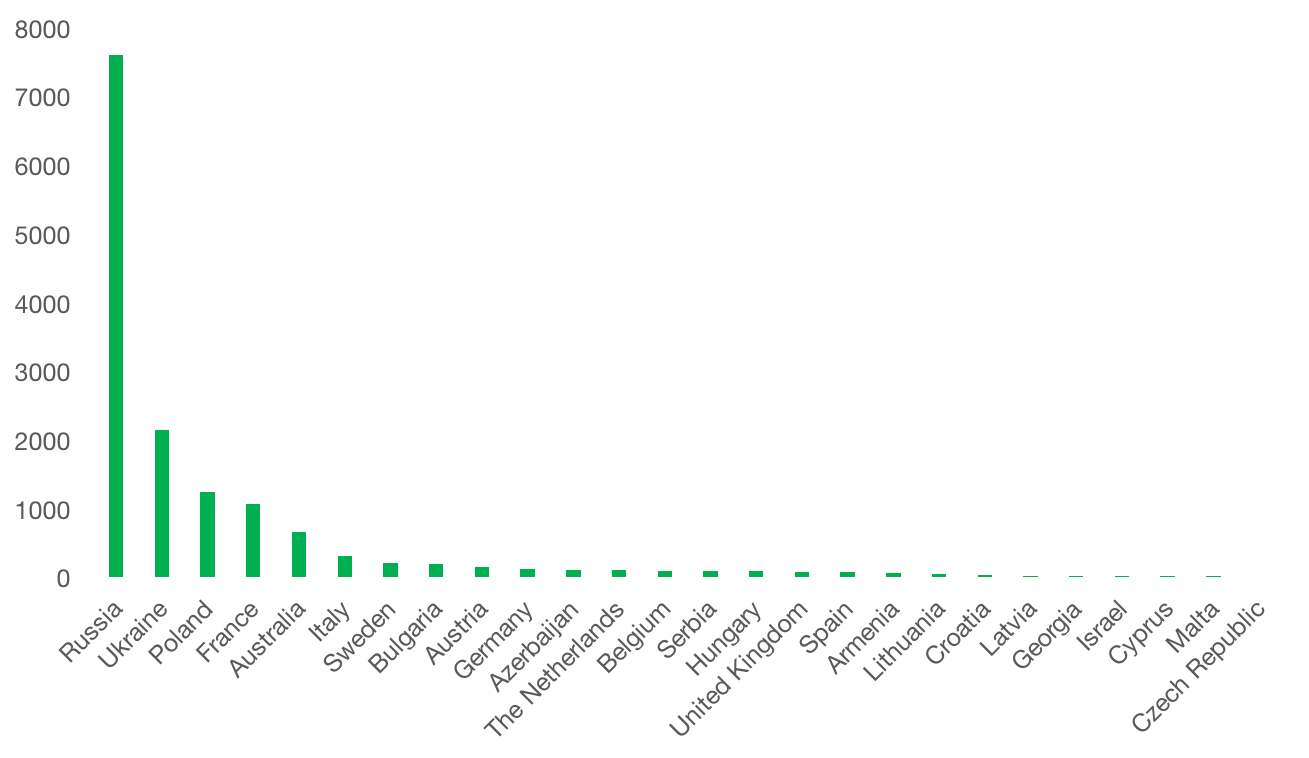 8000
7000
6000
5000
4000
3000
2000
1000
0
Russia
Ukraine
Poland
France
Australia
Italy
Sweden
Bulgaria
Austria
Germany
Azerbaijan
The Netherlands
Belgium
Serbia
Hungary
United Kingdom
Spain
Armenia
Lithuania
Croatia
Latvia
Georgia
Israel
Cyprus
Malta
Czech Republic